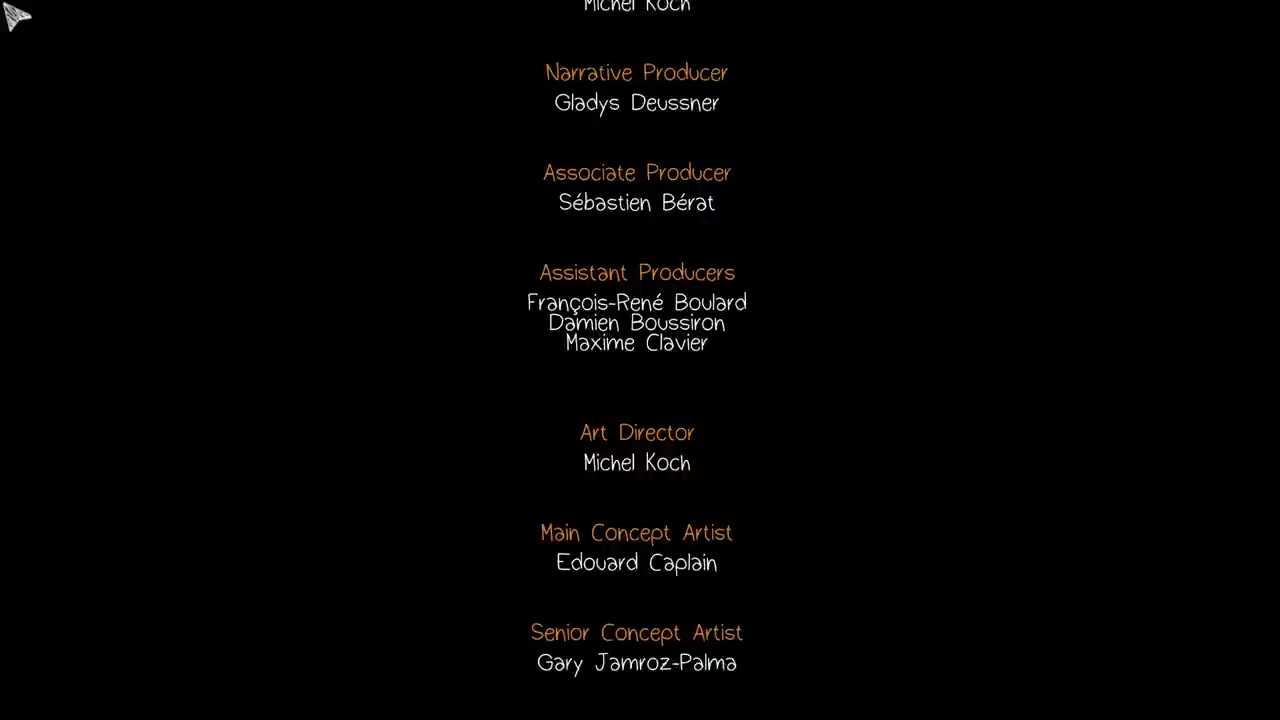 Michel Koch
Narrative Producer
Gladys Deussner
Associate Producer
Sébastien Bérat
Assistant Producers
François-René Boulard
Damien Boussiron
Maxime Clavier
Art Director
Michel Koch
Main Concept Artist
Edouard Caplain
Senior Concept Artist
Gary Jamroz-Palma